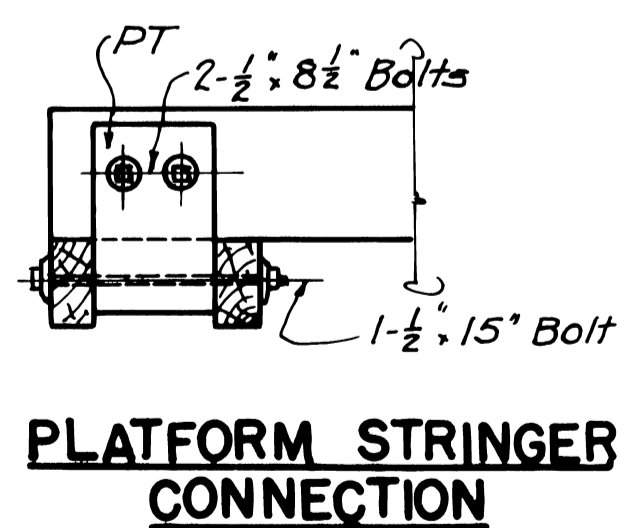 PT
2-1/2" x 8 1/2" Bolts
1-1/2" x 15" Bolt
PLATFORM STRINGER
CONNECTION